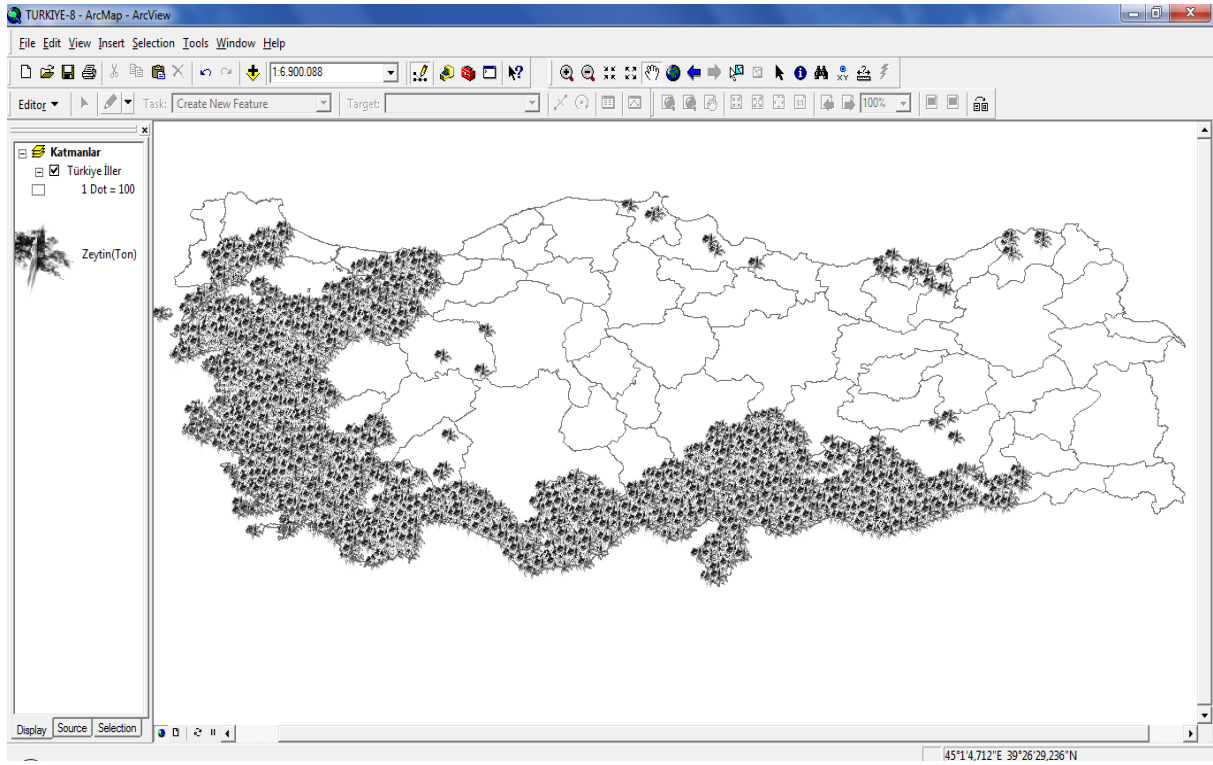 TURKIYE-8 - ArcMap - ArcView
File Edit View Insert Selection Tools Window Help
1:6.900.088
Editor Task: Create New Feature Target: 100%
Katmanlar
Türkiye İller
1 Dot = 100
Zeytin(Ton)
Display Source Selection
45°1'4,712"E 39°26'29,236"N